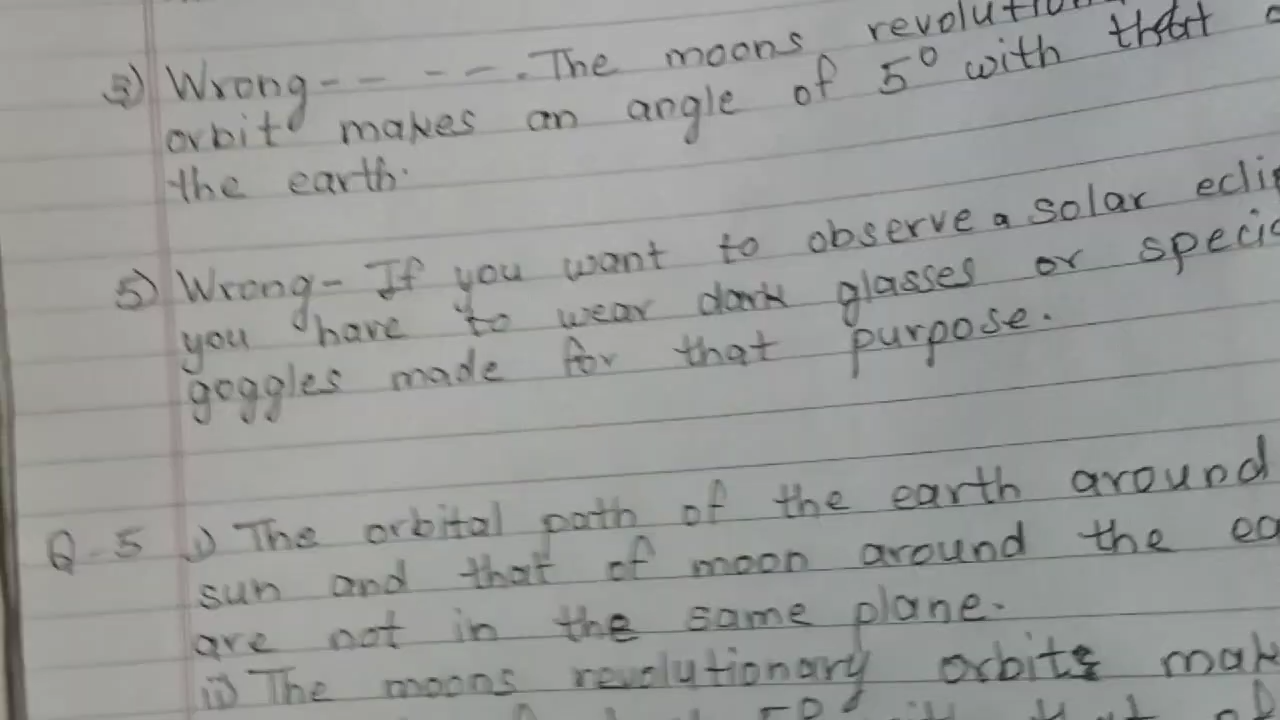 3) Wrong - - - - . The moons
orbit makes an angle of 5° with that
the earth.
5) Wrong - If you want to observe a solar
you have to wear dark glasses or
goggles made for that purpose.
Q-5 i) The orbital path of the earth around
sun and that of moon around the
are not in the same plane.
ii) The moons revolutionary orbits